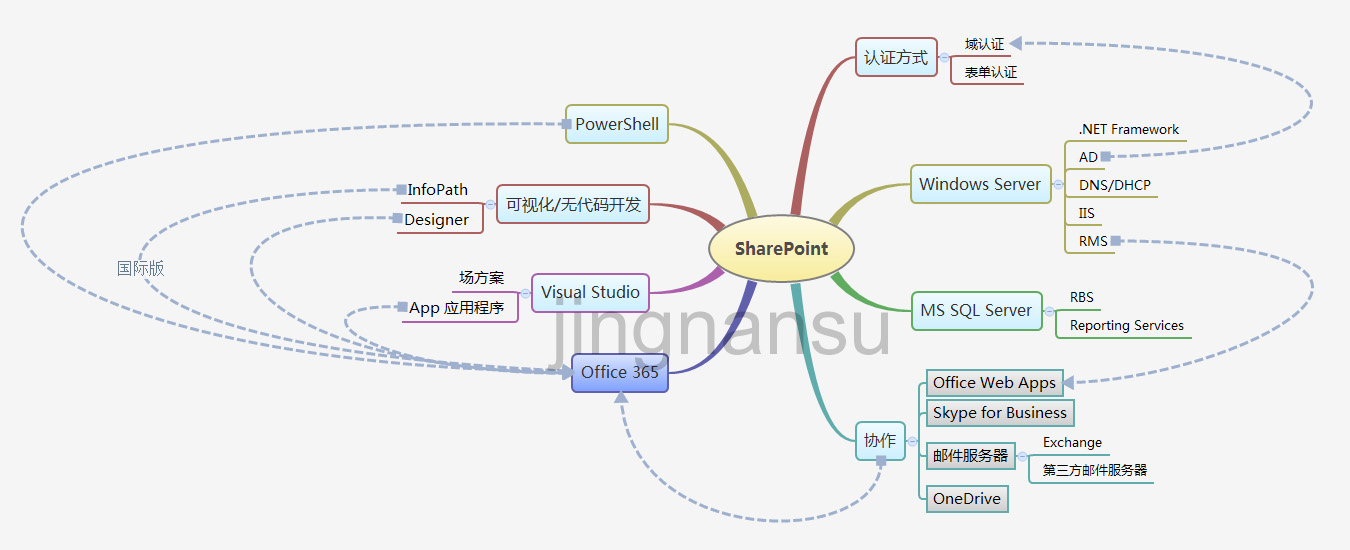 认证方式
域认证
表单认证
PowerShell
.NET Framework
AD
Windows Server
DNS/DHCP
IIS
RMS
InfoPath
可视化/无代码开发
Designer
SharePoint
国际版
场方案
Visual Studio
App 应用程序
MS SQL Server
RBS
Reporting Services
jingnansu
Office 365
Office Web Apps
Skype for Business
协作
邮件服务器
Exchange
第三方邮件服务器
OneDrive